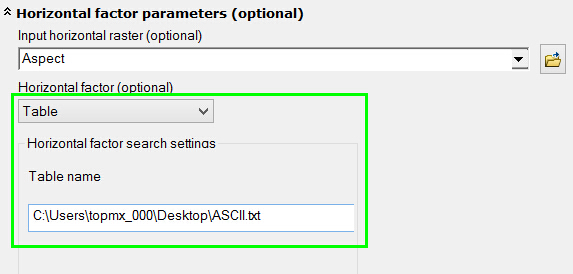 Horizontal factor parameters (optional)
Input horizontal raster (optional)
Aspect
Horizontal factor (optional)
Table
Horizontal factor search settings
Table name
C:\Users\topmx_000\Desktop\ASCII.txt